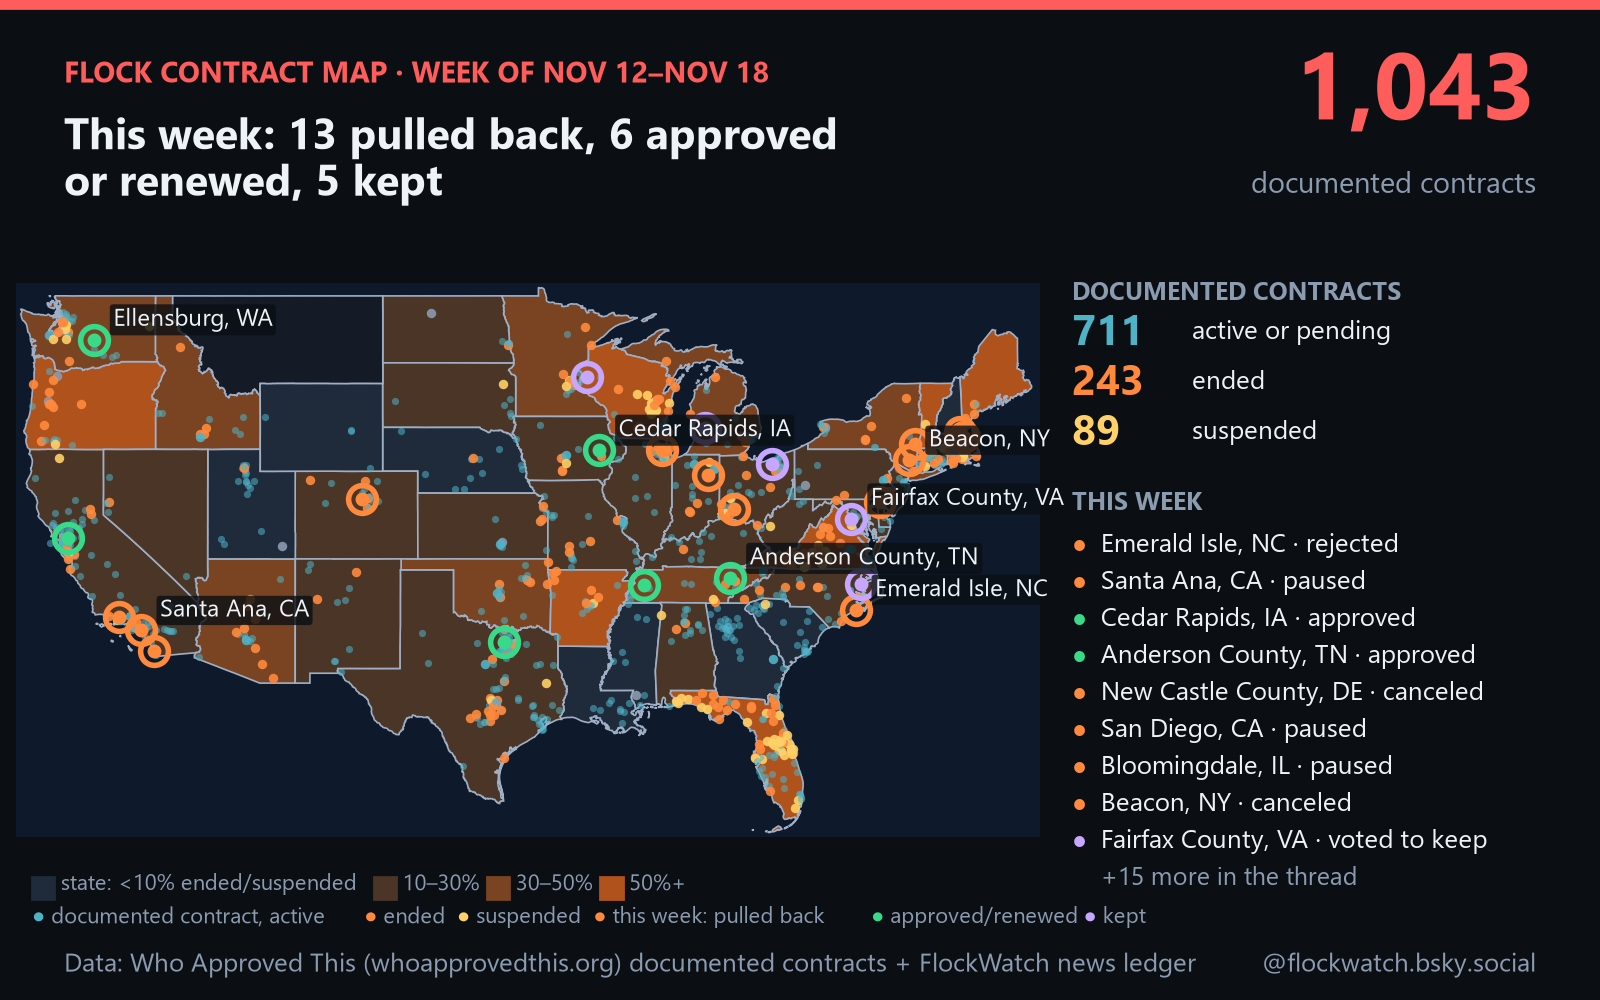 FLOCK CONTRACT MAP · WEEK OF NOV 12–NOV 18
This week: 13 pulled back, 6 approved
or renewed, 5 kept
1,043
documented contracts
Ellensburg, WA
Cedar Rapids, IA
Beacon, NY
Fairfax County, VA
Anderson County, TN
Emerald Isle, NC
Santa Ana, CA
DOCUMENTED CONTRACTS
711 active or pending
243 ended
89 suspended
THIS WEEK
Emerald Isle, NC · rejected
Santa Ana, CA · paused
Cedar Rapids, IA · approved
Anderson County, TN · approved
New Castle County, DE · canceled
San Diego, CA · paused
Bloomingdale, IL · paused
Beacon, NY · canceled
Fairfax County, VA · voted to keep
+15 more in the thread
state: <10% ended/suspended 10–30% 30–50% 50%+
documented contract, active ended suspended this week: pulled back approved/renewed kept
Data: Who Approved This (whoapprovedthis.org) documented contracts + FlockWatch news ledger
@flockwatch.bsky.social